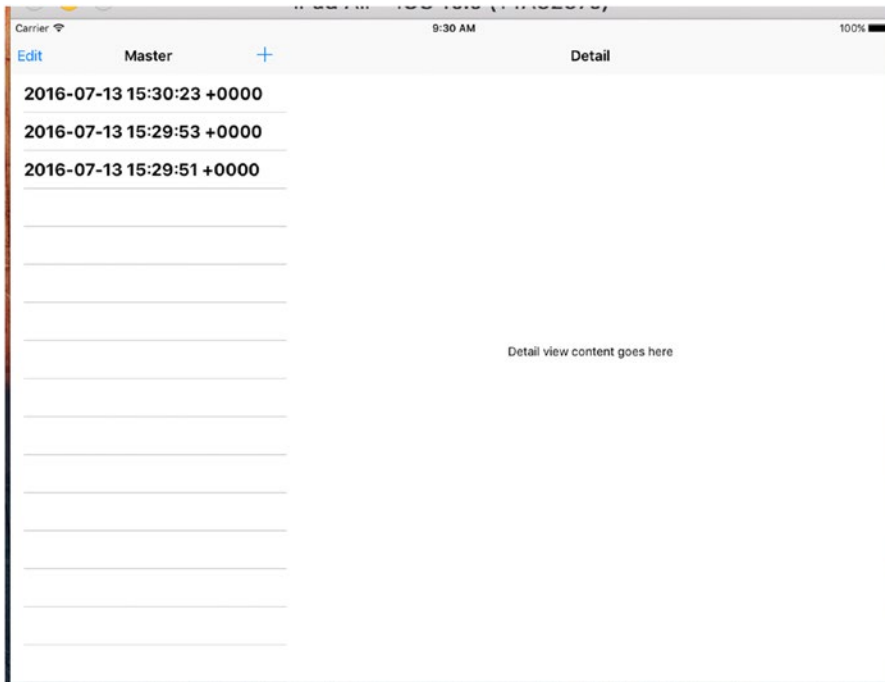 Carrier 9:30 AM 100%
Edit Master + Detail
2016-07-13 15:30:23 +0000
2016-07-13 15:29:53 +0000
2016-07-13 15:29:51 +0000
Detail view content goes here